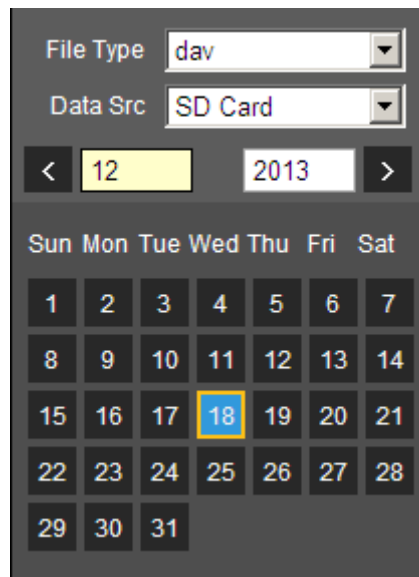 File Type dav
Data Src SD Card
< 12 2013 >
Sun Mon Tue Wed Thu Fri Sat
1 2 3 4 5 6 7
8 9 10 11 12 13 14
15 16 17 18 19 20 21
22 23 24 25 26 27 28
29 30 31